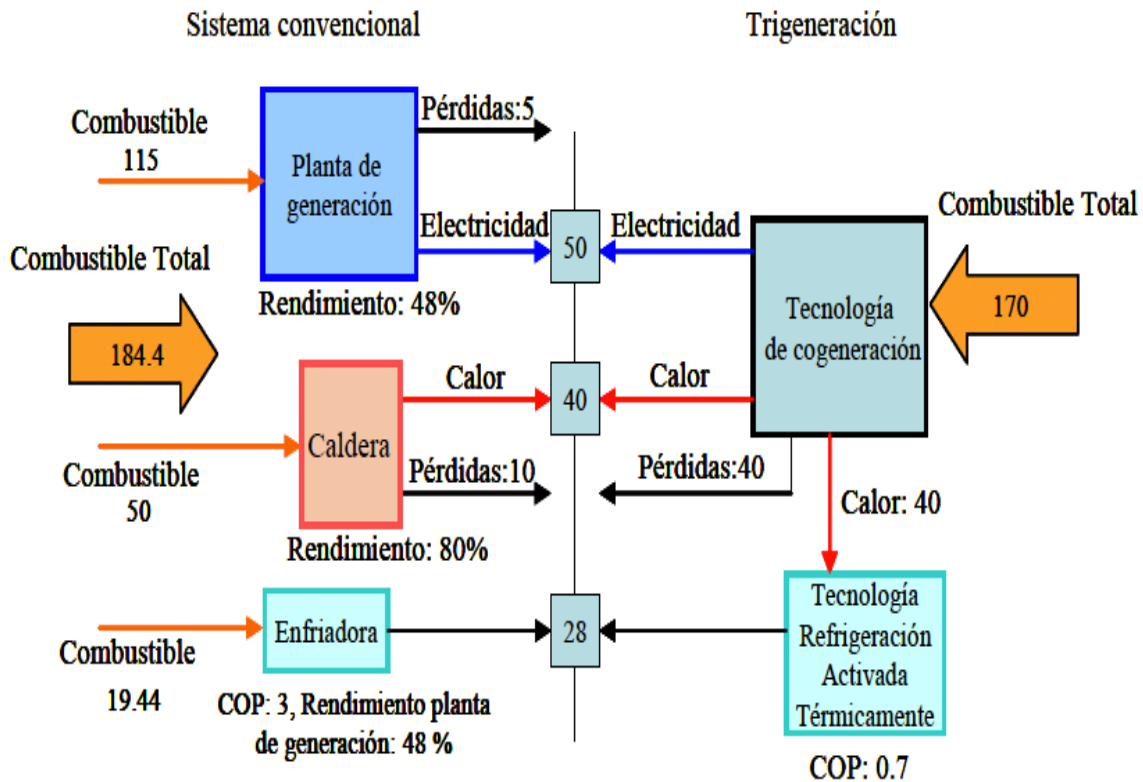 Sistema convencional
Trigeneración
Combustible
115
Planta de
generación
Pérdidas:5
Electricidad
Rendimiento: 48%
Combustible Total
184.4
Combustible
50
Caldera
Calor
Pérdidas:10
Rendimiento: 80%
Combustible
19.44
Enfriadora
COP: 3, Rendimiento planta
de generación: 48 %
50
40
28
Electricidad
Calor
Pérdidas:40
Tecnología
de cogeneración
Combustible Total
170
Calor: 40
Tecnología
Refrigeración
Activada
Térmicamente
COP: 0.7